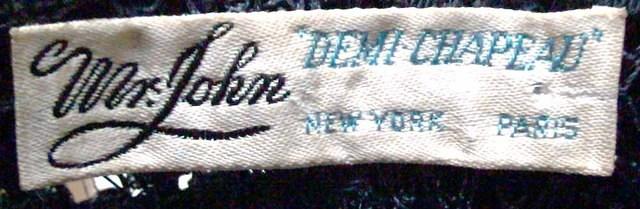 Mr. John "DEMI-CHAPEAU"
NEW YORK PARIS